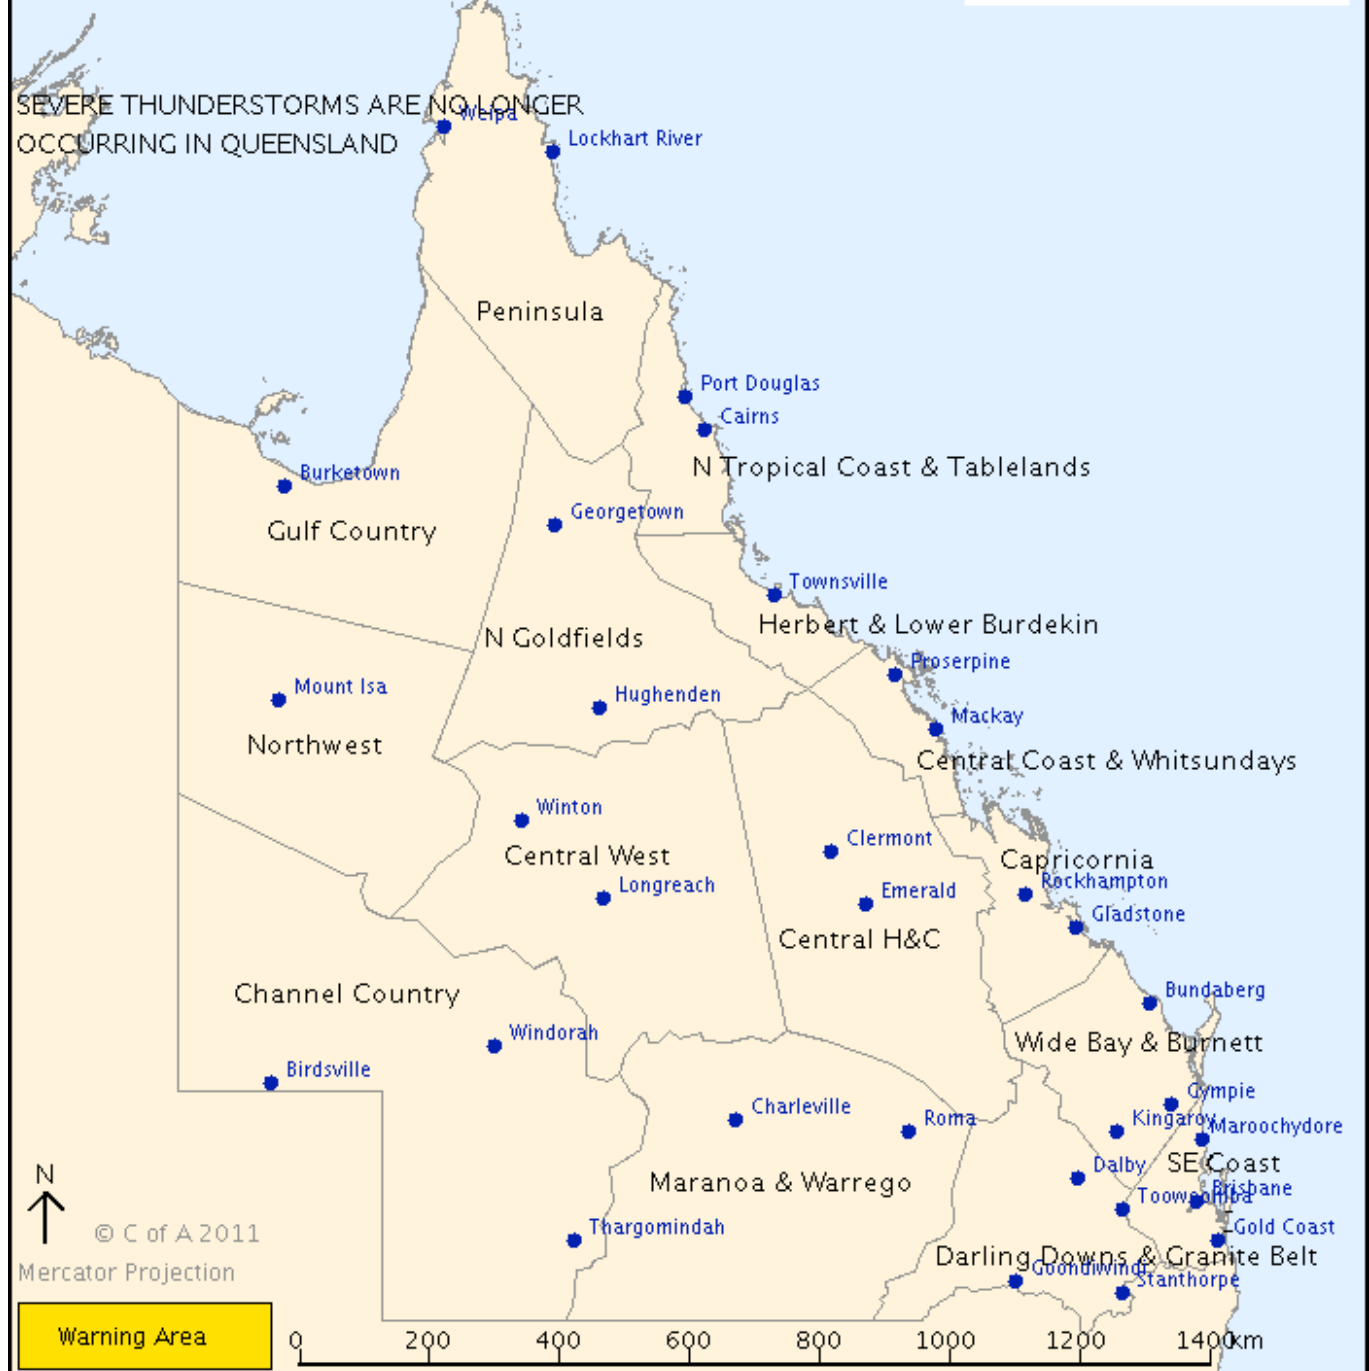 SEVERE THUNDERSTORMS ARE NO LONGER
OCCURRING IN QUEENSLAND
Weipa
Lockhart River
Peninsula
Port Douglas
Cairns
N Tropical Coast & Tablelands
Burketown
Georgetown
Gulf Country
Townsville
Herbert & Lower Burdekin
N Goldfields
Proserpine
Mount Isa
Hughenden
Mackay
Northwest
Central Coast & Whitsundays
Winton
Clermont
Central West
Capricornia
Longreach
Emerald
Rockhampton
Gladstone
Central H&C
Channel Country
Bundaberg
Windorah
Wide Bay & Burnett
Birdsville
Gympie
Charleville
Roma
Kingaroy
Maroochydore
Dalby
SE Coast
Maranoa & Warrego
Brisbane
Toowoomba
N
Thargomindah
Gold Coast
© C of A 2011
Darling Downs & Granite Belt
Goondiwindi
Mercator Projection
Stanthorpe
Warning Area
0 200 400 600 800 1000 1200 1400km